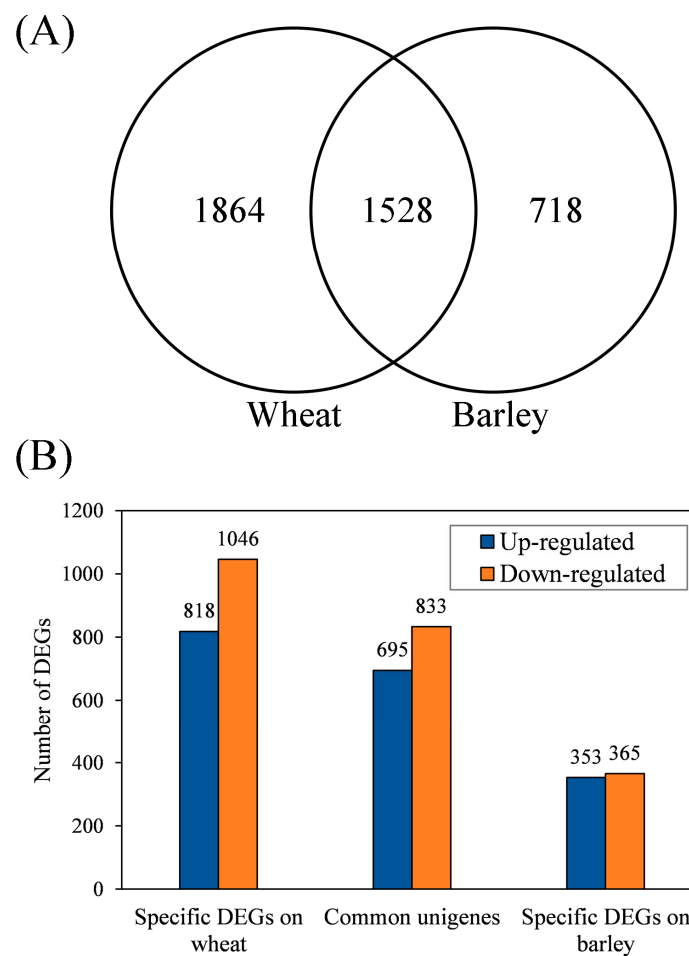 (A)
1864 1528 718
Wheat Barley
(B)
1200
1000
800
600
400
200
0
Number of DEGs
Up-regulated
Down-regulated
818
1046
695
833
353
365
Specific DEGs on
wheat
Common unigenes
Specific DEGs on
barley